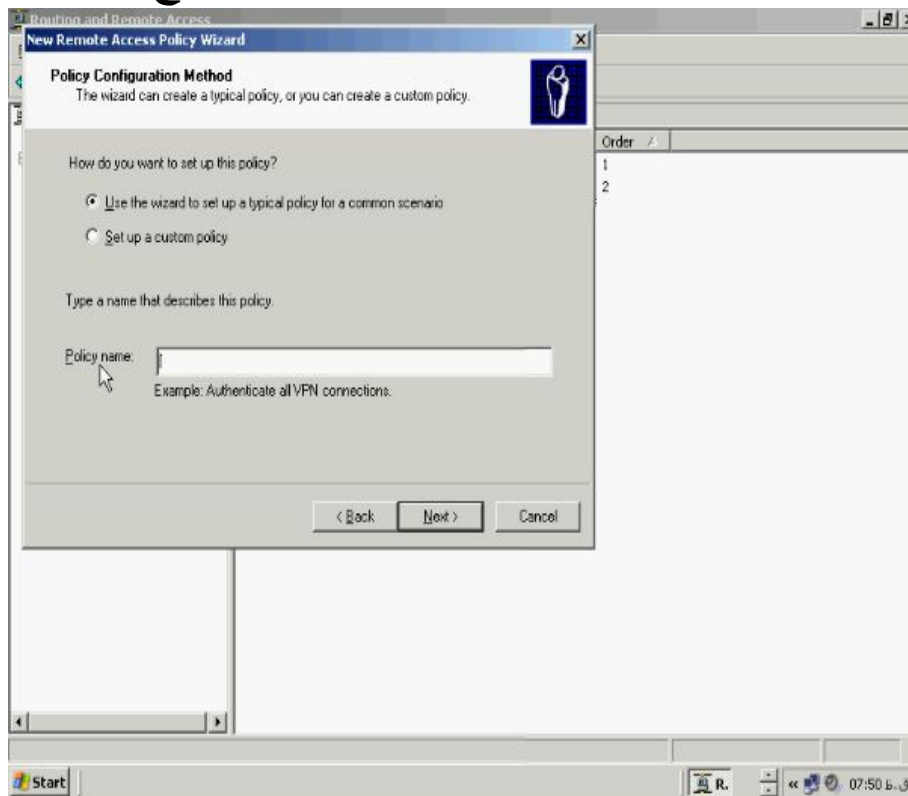 Routing and Remote Access
New Remote Access Policy Wizard
Policy Configuration Method
The wizard can create a typical policy, or you can create a custom policy.
Order
1
2
How do you want to set up this policy?
Use the wizard to set up a typical policy for a common scenario
Set up a custom policy
Type a name that describes this policy.
Policy name:
Example: Authenticate all VPN connections.
< Back
Next >
Cancel
Start
R.
07:50 ق.ظ